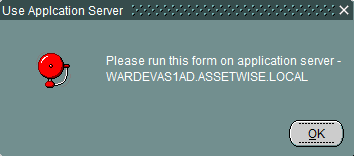 Use Applcation Server
Please run this form on application server -
WARDEVAS1AD.ASSETWISE.LOCAL
OK